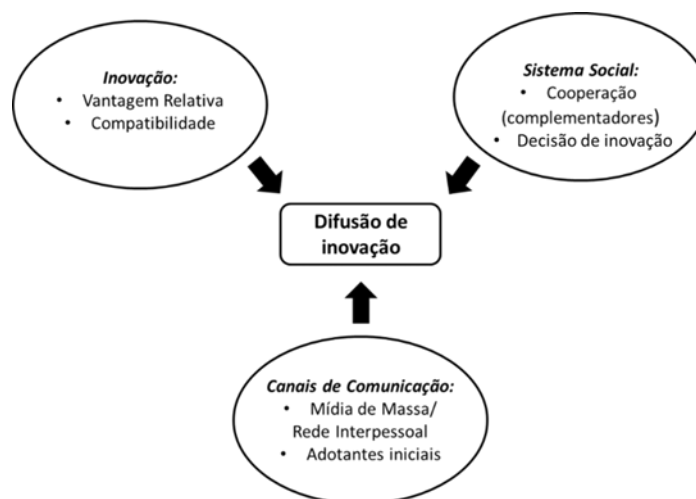 Inovação:
• Vantagem Relativa
• Compatibilidade
Sistema Social:
• Cooperação
(complementadores)
• Decisão de inovação
Difusão de
inovação
Canais de Comunicação:
• Mídia de Massa/
Rede Interpessoal
• Adotantes iniciais